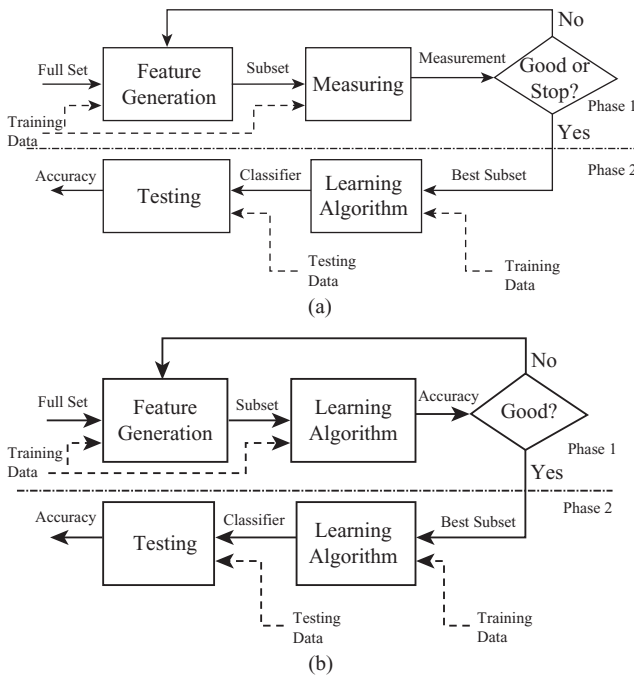 No
Full Set
Feature
Generation
Subset
Measuring
Measurement
Good or
Stop?
Training
Data
Phase 1
Yes
Phase 2
Accuracy
Testing
Classifier
Learning
Algorithm
Best Subset
Testing
Data
Training
Data
(a)
No
Full Set
Feature
Generation
Subset
Learning
Algorithm
Accuracy
Good?
Training
Data
Phase 1
Yes
Phase 2
Accuracy
Testing
Classifier
Learning
Algorithm
Best Subset
Testing
Data
Training
Data
(b)